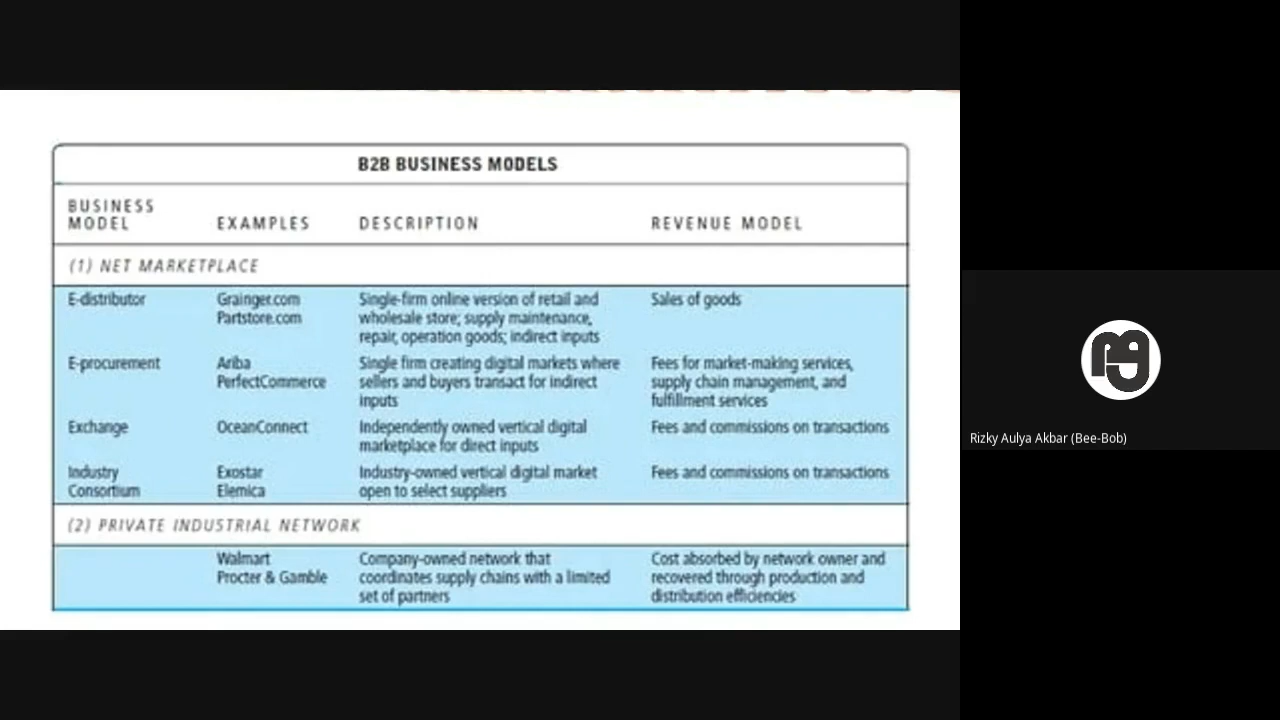 B2B BUSINESS MODELS
BUSINESS
MODEL
EXAMPLES
DESCRIPTION
REVENUE MODEL
(1) NET MARKETPLACE
E-distributor
Grainger.com
Partstore.com
Single-firm online version of retail and
wholesale store; supply maintenance,
repair, operation goods; indirect inputs
Sales of goods
E-procurement
Ariba
PerfectCommerce
Single firm creating digital markets where
sellers and buyers transact for indirect
inputs
Fees for market-making services,
supply chain management, and
fulfillment services
Exchange
OceanConnect
Independently owned vertical digital
marketplace for direct inputs
Fees and commissions on transactions
Industry
Consortium
Exostar
Elemica
Industry-owned vertical digital market
open to select suppliers
Fees and commissions on transactions
(2) PRIVATE INDUSTRIAL NETWORK
Walmart
Procter & Gamble
Company-owned network that
coordinates supply chains with a limited
set of partners
Cost absorbed by network owner and
recovered through production and
distribution efficiencies
Rizky Aulya Akbar (Bee-Bob)